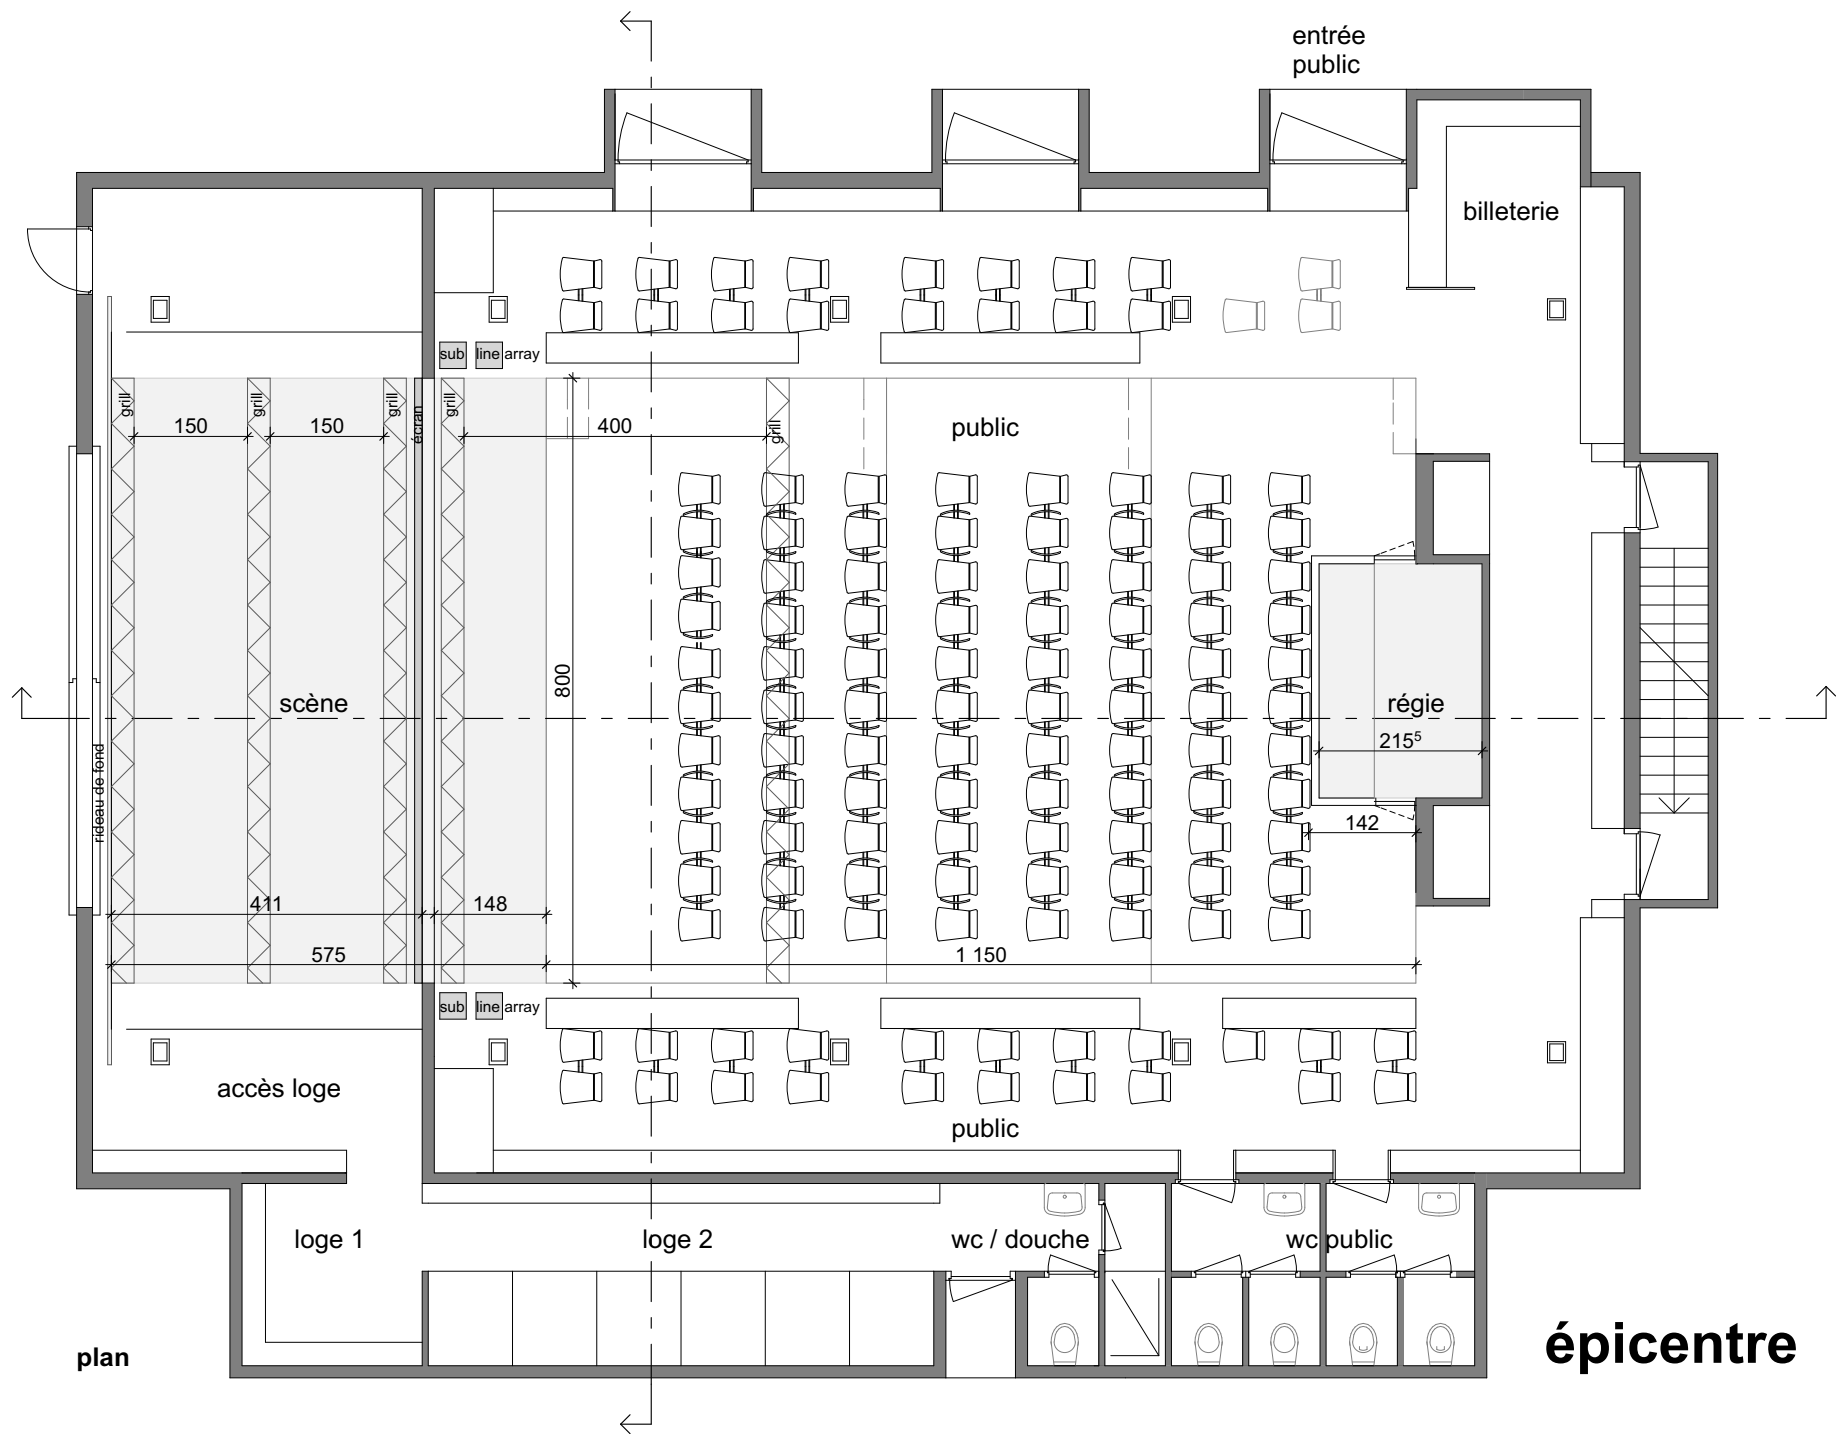 entrée
public
billeterie
sub
line array
grill
grill
grill
écran
grill
grill
150
150
400
public
800
scène
régie
215⁵
rideau de fond
142
411
148
575
1 150
sub
line array
accès loge
public
loge 1
loge 2
wc / douche
wc public
plan
épicentre